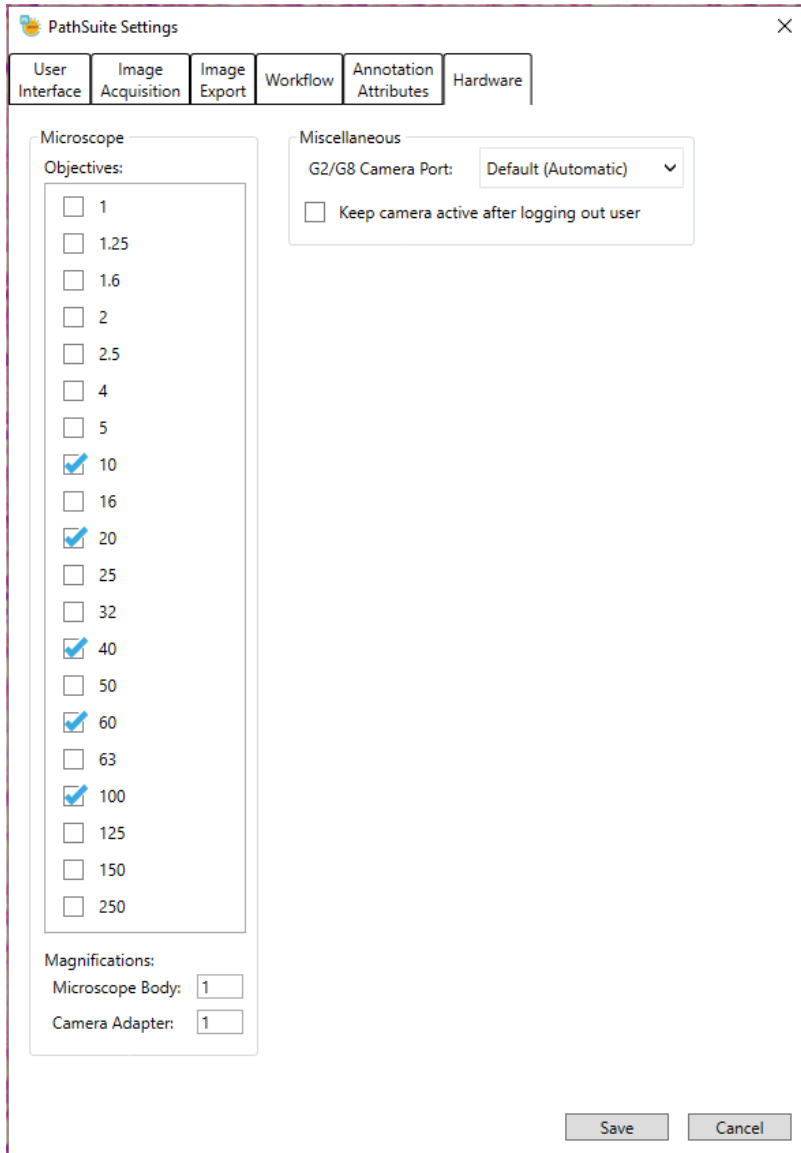 PathSuite Settings
User Interface
Image Acquisition
Image Export
Workflow
Annotation Attributes
Hardware
Microscope
Objectives:
1
1.25
1.6
2
2.5
4
5
10
16
20
25
32
40
50
60
63
100
125
150
250
Magnifications:
Microscope Body: 1
Camera Adapter: 1
Miscellaneous
G2/G8 Camera Port: Default (Automatic)
Keep camera active after logging out user
Save
Cancel